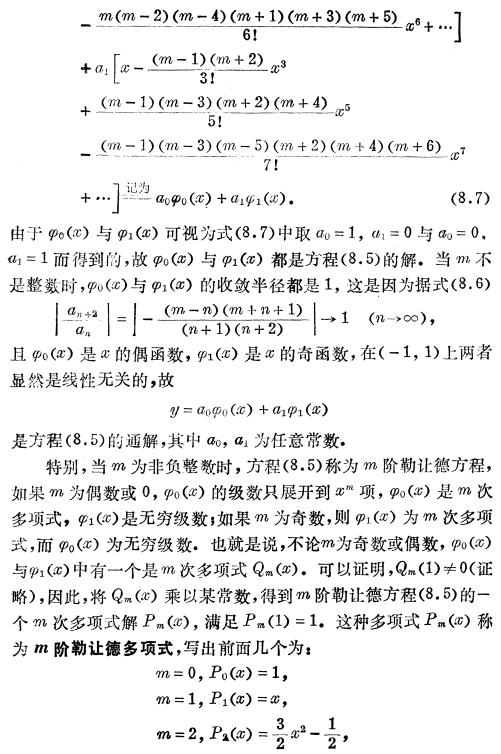 $-\dfrac{m(m-2)(m-4)(m+1)(m+3)(m+5)}{6!}x^6+\cdots\Big]$
$+a_1\Big[x-\dfrac{(m-1)(m+2)}{3!}x^3$
$+\dfrac{(m-1)(m-3)(m+2)(m+4)}{5!}x^5$
$-\dfrac{(m-1)(m-3)(m-5)(m+2)(m+4)(m+6)}{7!}x^7$
$+\cdots\Big]\overset{记为}{=\!=\!=}a_0\varphi_0(x)+a_1\varphi_1(x).$ (8.7)
由于 $\varphi_0(x)$ 与 $\varphi_1(x)$ 可视为式(8.7)中取 $a_0=1$, $a_1=0$ 与 $a_0=0$,
$a_1=1$ 而得到的,故 $\varphi_0(x)$ 与 $\varphi_1(x)$ 都是方程(8.5)的解。当 $m$ 不
是整数时,$\varphi_0(x)$与 $\varphi_1(x)$ 的收敛半径都是 1, 这是因为据式(8.6)
$\left|\dfrac{a_{n+2}}{a_n}\right|=\left|-\dfrac{(m-n)(m+n+1)}{(n+1)(n+2)}\right|\to 1\quad(n\to\infty),$
且 $\varphi_0(x)$ 是 $x$ 的偶函数, $\varphi_1(x)$ 是 $x$ 的奇函数, 在$(-1,1)$上两者
显然是线性无关的,故
$y=a_0\varphi_0(x)+a_1\varphi_1(x)$
是方程(8.5)的通解,其中 $a_0$, $a_1$ 为任意常数。
特别,当 $m$ 为非负整数时, 方程(8.5)称为 $m$ 阶勒让德方程,
如果 $m$ 为偶数或 0, $\varphi_0(x)$ 的级数只展开到 $x^m$ 项, $\varphi_0(x)$ 是 $m$ 次
多项式, $\varphi_1(x)$是无穷级数;如果 $m$ 为奇数,则 $\varphi_1(x)$ 为 $m$ 次多项
式,而 $\varphi_0(x)$ 为无穷级数。也就是说,不论$m$为奇数或偶数, $\varphi_0(x)$
与$\varphi_1(x)$中有一个是 $m$ 次多项式 $Q_m(x)$。可以证明,$Q_m(1)\neq 0$(证
略),因此,将 $Q_m(x)$ 乘以某常数,得到 $m$ 阶勒让德方程(8.5)的一
个 $m$ 次多项式解 $P_m(x)$, 满足 $P_m(1)=1$。这种多项式 $P_m(x)$ 称
为 $m$ 阶勒让德多项式,写出前面几个为:
$m=0, P_0(x)=1,$
$m=1, P_1(x)=x,$
$m=2, P_2(x)=\dfrac{3}{2}x^2-\dfrac{1}{2},$